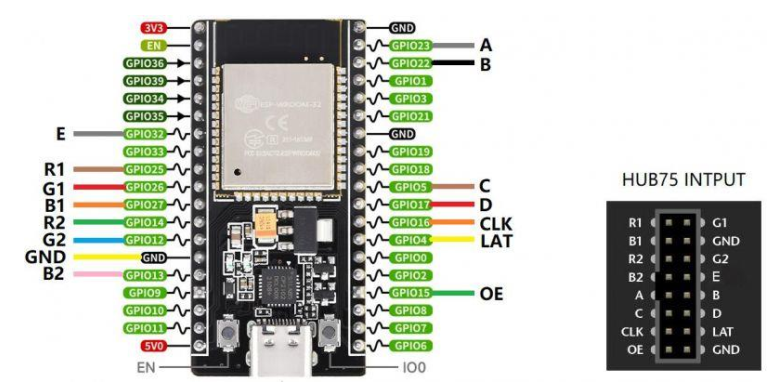 3V3
EN
GPIO36
GPIO39
GPIO34
GPIO35
E GPIO32
GPIO33
R1 GPIO25
G1 GPIO26
B1 GPIO27
R2 GPIO14
G2 GPIO12
GND GND
B2 GPIO13
GPIO9
GPIO10
GPIO11
5V0
EN
GND
GPIO23 A
GPIO22 B
GPIO1
GPIO3
GPIO21
GND
GPIO19
GPIO18
GPIO5 C
GPIO17 D
GPIO16 CLK
GPIO4 LAT
GPIO0
GPIO2
GPIO15 OE
GPIO8
GPIO7
GPIO6
IO0
CE
HUB75 INTPUT
R1 G1
B1 GND
R2 G2
B2 E
A B
C D
CLK LAT
OE GND